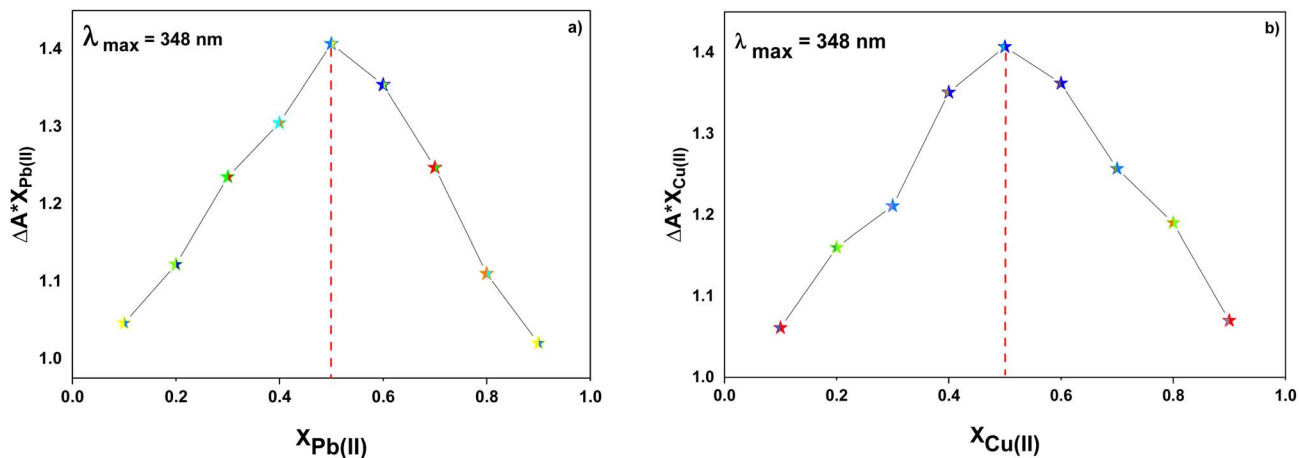 λmax = 348 nm
a)
ΔA*XPb(II)
1.4
1.3
1.2
1.1
1.0
0.0 0.2 0.4 0.6 0.8 1.0
XPb(II)
λmax = 348 nm
b)
ΔA*XCu(II)
1.4
1.3
1.2
1.1
1.0
0.0 0.2 0.4 0.6 0.8 1.0
XCu(II)